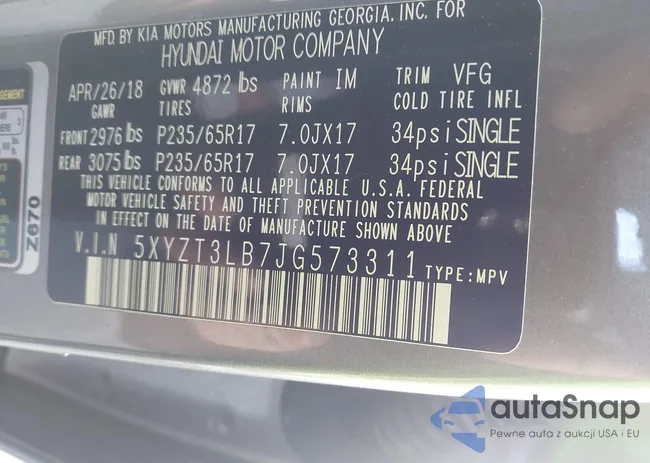 MFD.BY KIA MOTORS MANUFACTURING GEORGIA, INC. FOR
HYUNDAI MOTOR COMPANY
APR/26/18 GVWR 4872 lbs PAINT IM TRIM VFG
GAWR TIRES RIMS COLD TIRE INFL
FRONT 2976 lbs P235/65R17 7.0JX17 34psi SINGLE
REAR 3075 lbs P235/65R17 7.0JX17 34psi SINGLE
THIS VEHICLE CONFORMS TO ALL APPLICABLE U.S.A. FEDERAL
MOTOR VEHICLE SAFETY AND THEFT PREVENTION STANDARDS
IN EFFECT ON THE DATE OF MANUFACTURE SHOWN ABOVE
V.I.N 5XYZT3LB7JG573311 TYPE:MPV
Z670
autaSnap
Pewne auta z aukcji USA i EU